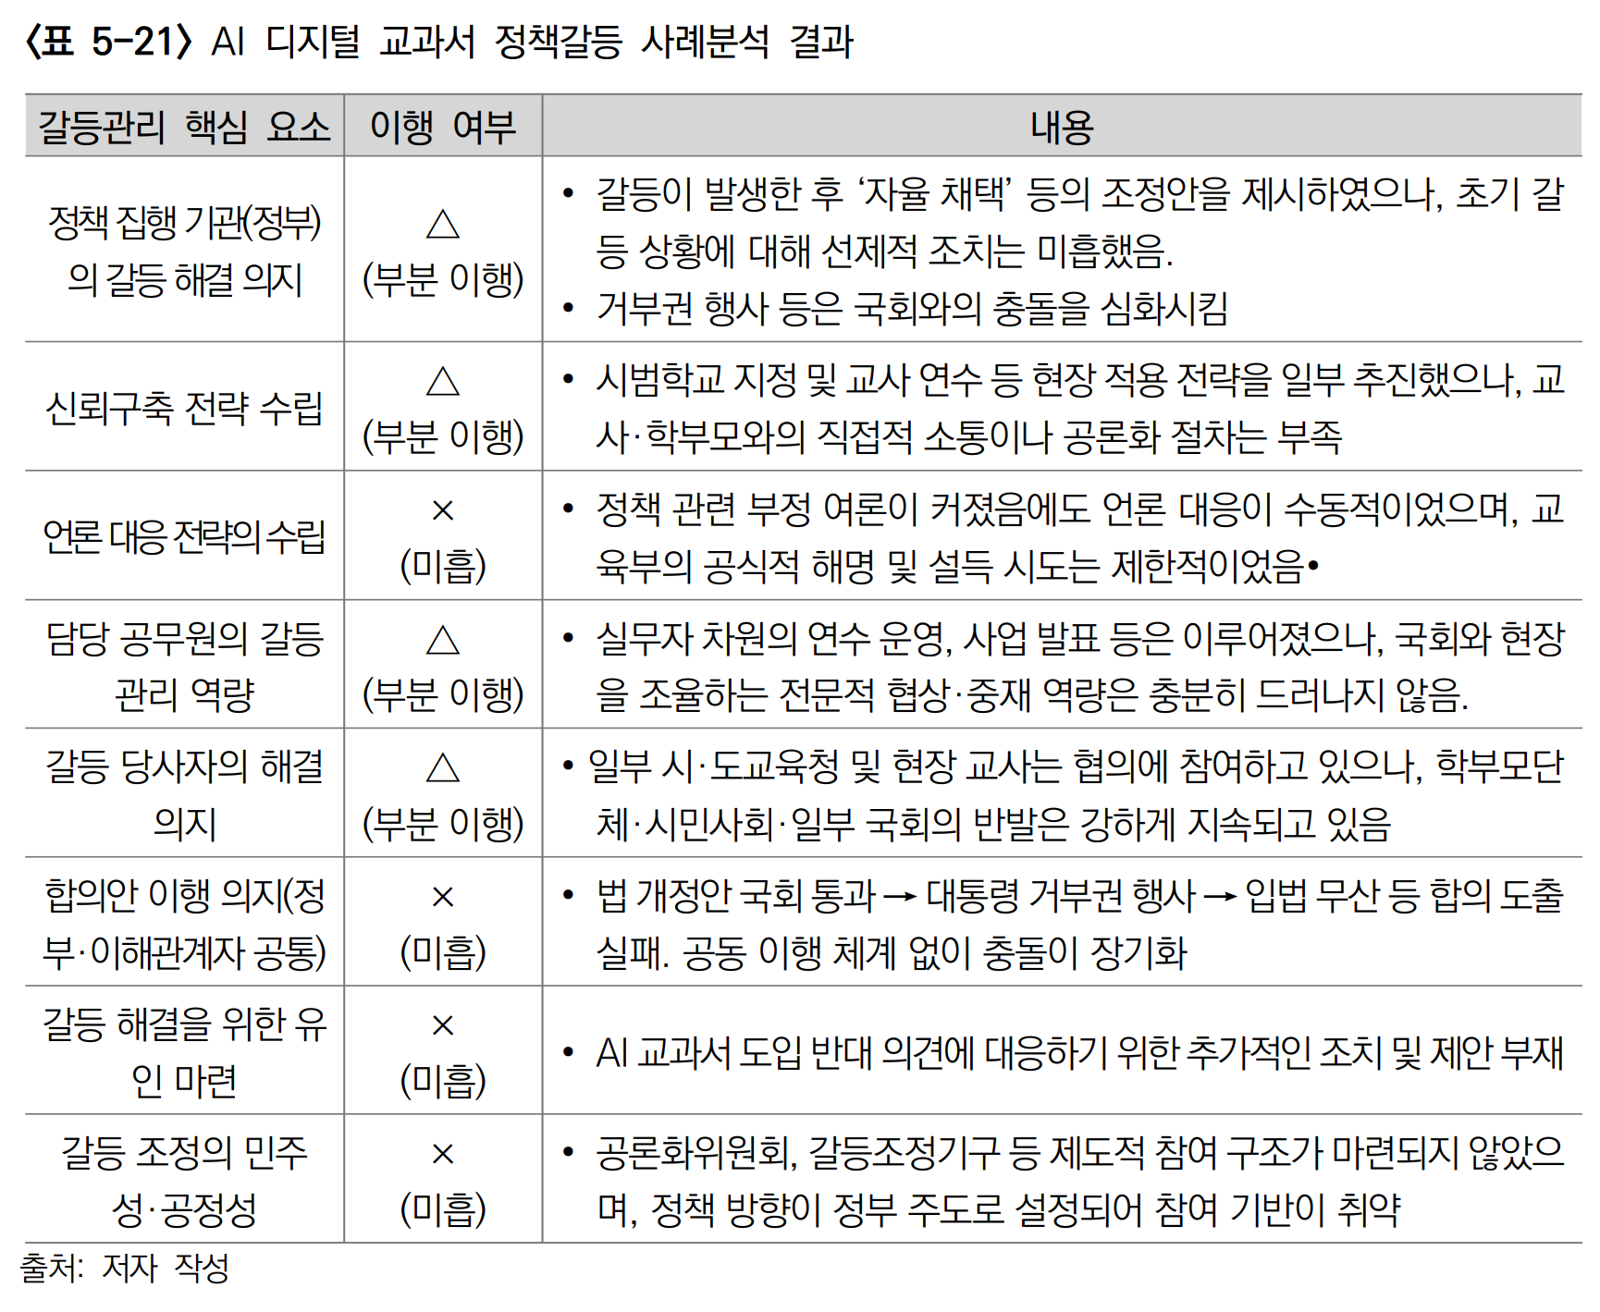 〈표 5-21〉 AI 디지털 교과서 정책갈등 사례분석 결과
갈등관리 핵심 요소 이행 여부 내용
정책 집행 기관(정부)
의 갈등 해결 의지
△
(부분 이행)
• 갈등이 발생한 후 ‘자율 채택’ 등의 조정안을 제시하였으나, 초기 갈
등 상황에 대해 선제적 조치는 미흡했음.
• 거부권 행사 등은 국회와의 충돌을 심화시킴
신뢰구축 전략 수립
△
(부분 이행)
• 시범학교 지정 및 교사 연수 등 현장 적용 전략을 일부 추진했으나, 교
사·학부모와의 직접적 소통이나 공론화 절차는 부족
언론 대응 전략의 수립
×
(미흡)
• 정책 관련 부정 여론이 커졌음에도 언론 대응이 수동적이었으며, 교
육부의 공식적 해명 및 설득 시도는 제한적이었음•
담당 공무원의 갈등
관리 역량
△
(부분 이행)
• 실무자 차원의 연수 운영, 사업 발표 등은 이루어졌으나, 국회와 현장
을 조율하는 전문적 협상·중재 역량은 충분히 드러나지 않음.
갈등 당사자의 해결
의지
△
(부분 이행)
• 일부 시·도교육청 및 현장 교사는 협의에 참여하고 있으나, 학부모단
체·시민사회·일부 국회의 반발은 강하게 지속되고 있음
합의안 이행 의지(정
부·이해관계자 공통)
×
(미흡)
• 법 개정안 국회 통과 → 대통령 거부권 행사 → 입법 무산 등 합의 도출
실패. 공동 이행 체계 없이 충돌이 장기화
갈등 해결을 위한 유
인 마련
×
(미흡)
• AI 교과서 도입 반대 의견에 대응하기 위한 추가적인 조치 및 제안 부재
갈등 조정의 민주
성·공정성
×
(미흡)
• 공론화위원회, 갈등조정기구 등 제도적 참여 구조가 마련되지 않았으
며, 정책 방향이 정부 주도로 설정되어 참여 기반이 취약
출처: 저자 작성